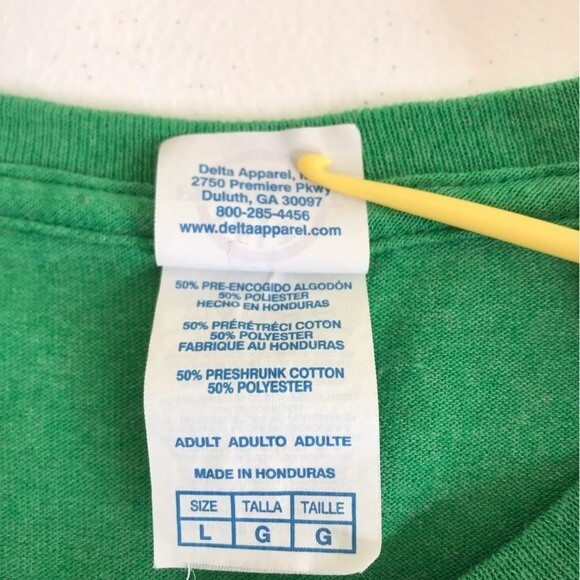 Delta Apparel,
2750 Premiere Pkwy
Duluth, GA 30097
800-285-4456
www.deltaapparel.com
50% PRE-ENCOGIDO ALGODÓN
50% POLIESTER
HECHO EN HONDURAS
50% PRÉRÉTRÉCI COTON
50% POLYESTER
FABRIQUE AU HONDURAS
50% PRESHRUNK COTTON
50% POLYESTER
ADULT ADULTO ADULTE
MADE IN HONDURAS
SIZE TALLA TAILLE
L G G